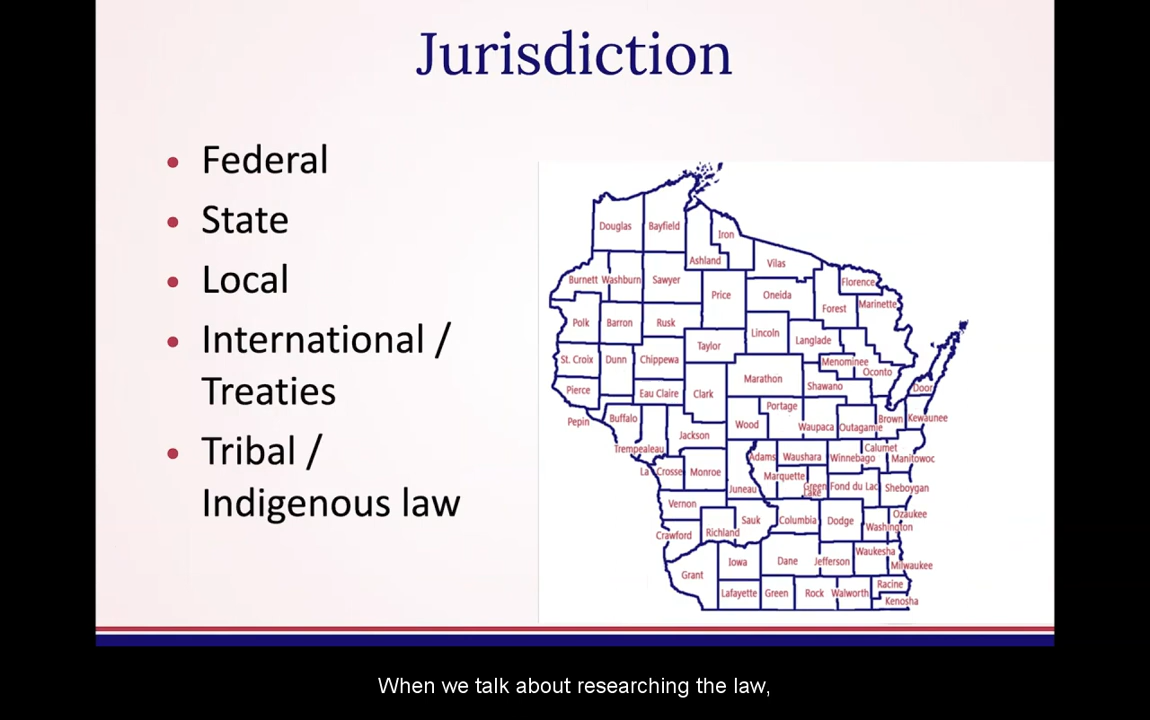 Jurisdiction
• Federal
• State
• Local
• International /
Treaties
• Tribal /
Indigenous law
Douglas Bayfield
Iron
Ashland
Vilas
Burnett Washburn Sawyer
Florence
Price
Oneida
Forest
Marinette
Polk Barron Rusk
Lincoln
Langlade
Taylor
St. Croix Dunn Chippewa
Menominee
Oconto
Marathon
Shawano
Door
Pierce
Eau Claire
Clark
Portage
Pepin
Buffalo
Wood
Waupaca Outagamie
Brown Kewaunee
Jackson
Trempealeau
Calumet
Adams Waushara Winnebago Manitowoc
La Crosse Monroe
Marquette
Juneau
Green
Lake
Fond du Lac Sheboygan
Vernon
Ozaukee
Sauk Columbia Dodge
Washington
Crawford Richland
Waukesha
Iowa Dane Jefferson
Milwaukee
Grant
Racine
Lafayette Green Rock Walworth
Kenosha
When we talk about researching the law,